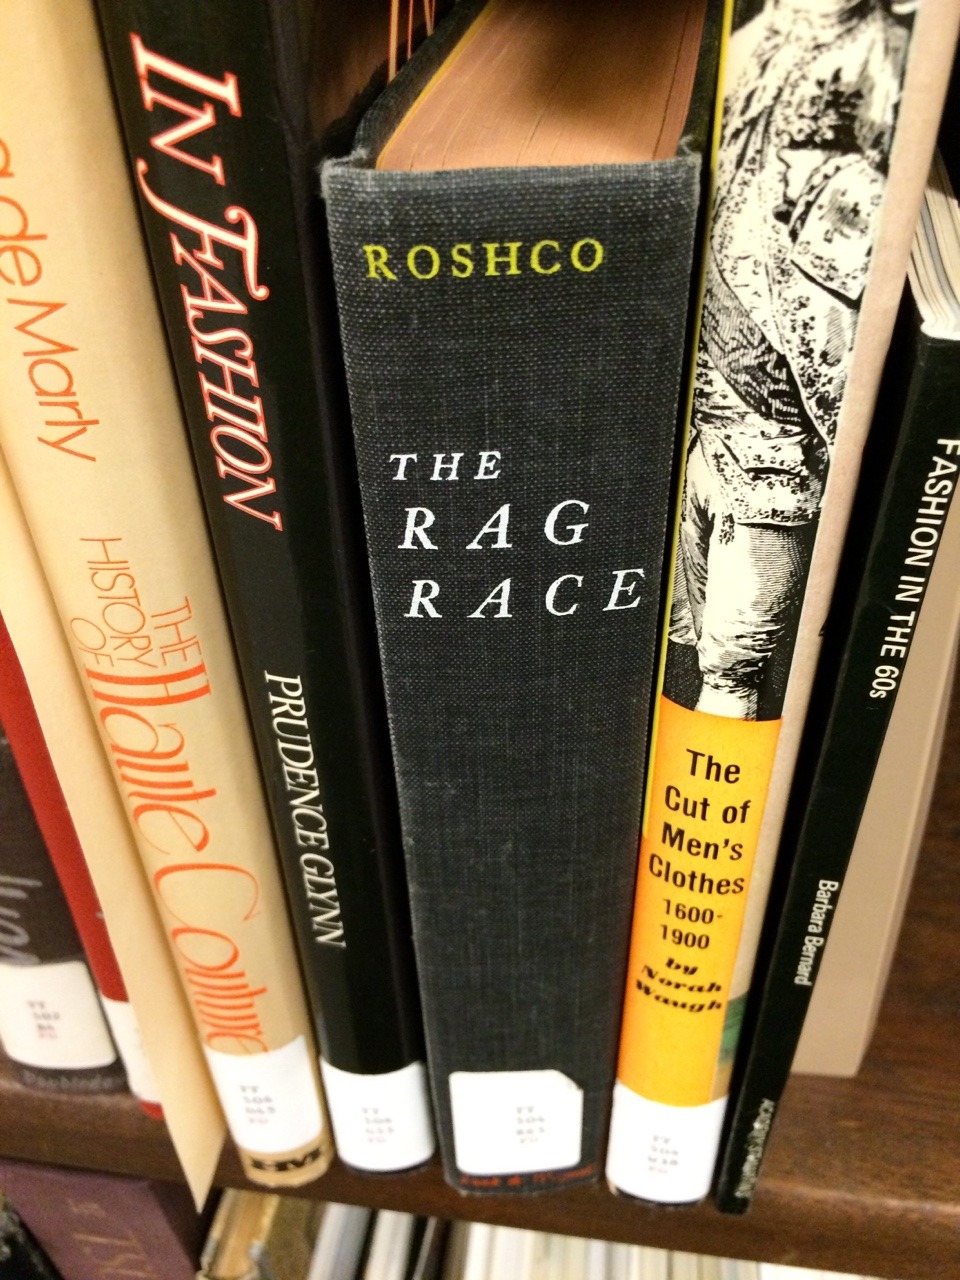 de Marly
THE
HISTORY
OF
Haute Couture
IN FASHION
PRUDENCE GLYNN
ROSHCO
THE
RAG
RACE
The
Cut of
Men's
Clothes
1600-
1900
by
Norah
Waugh
FASHION IN THE 60s
Barbara Bernard